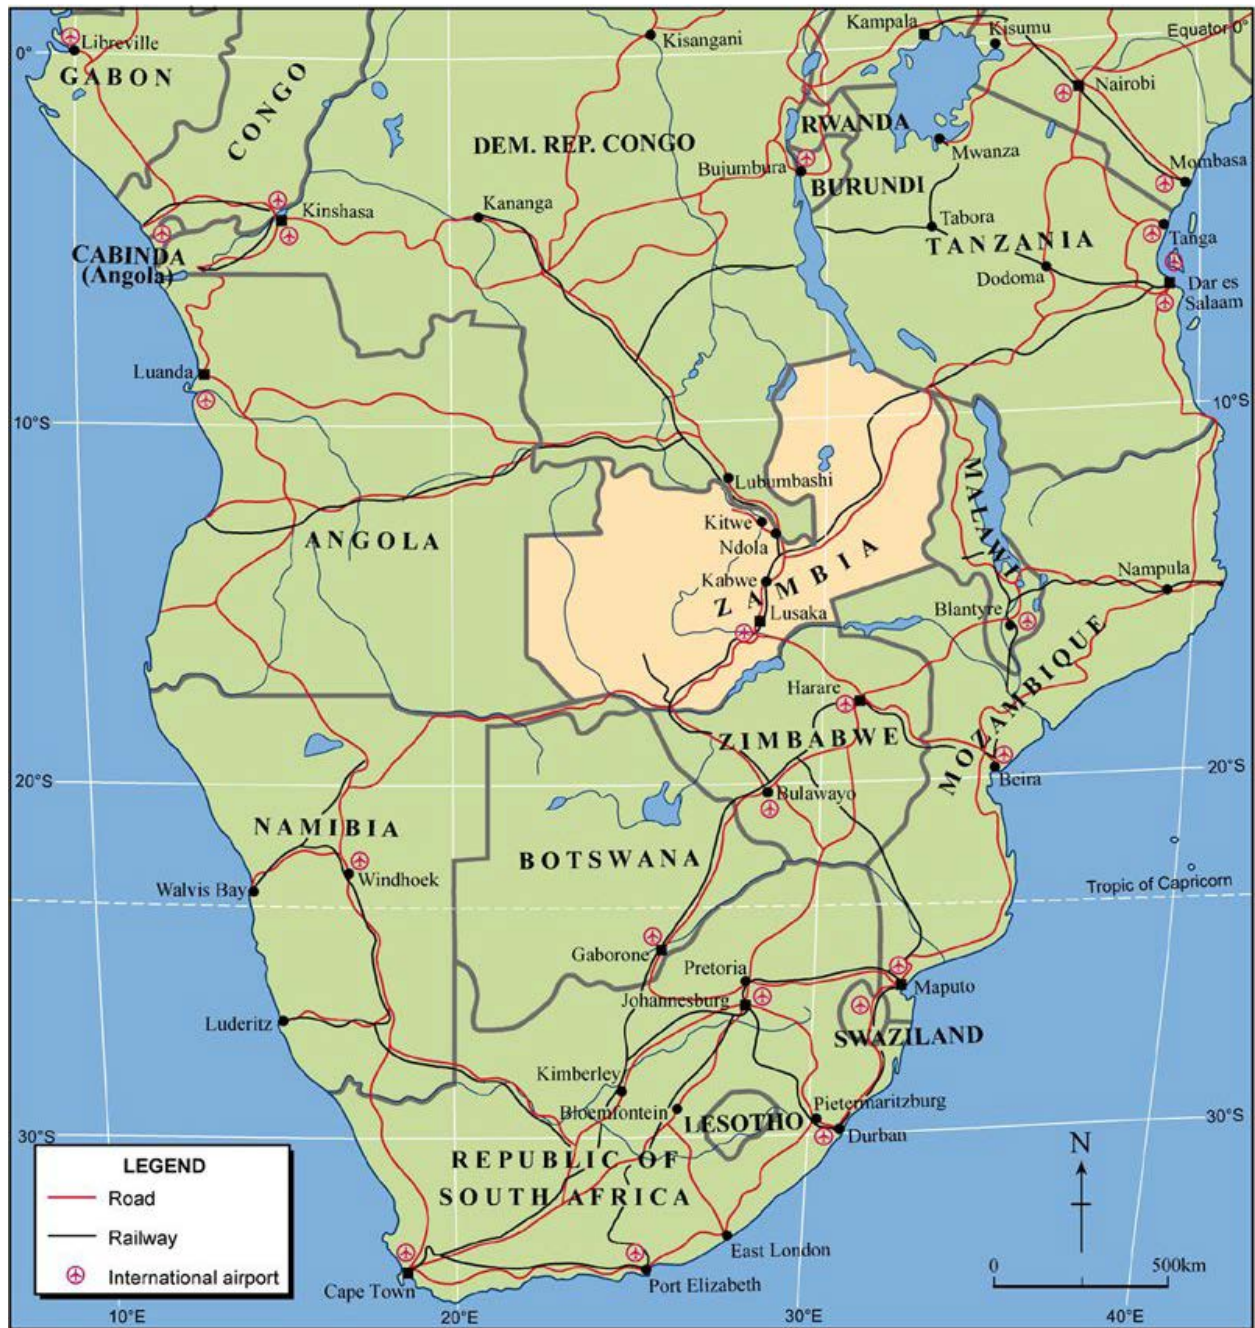 Kampala
Kisumu
Equator 0°
Libreville
Kisangani
0°
GABON
Nairobi
CONGO
RWANDA
DEM. REP. CONGO
Mwanza
Bujumbura
Mombasa
BURUNDI
Kananga
Kinshasa
Tabora
Tanga
TANZANIA
CABINDA
(Angola)
Dodoma
Dar es
Salaam
Luanda
10°S
10°S
MALAWI
Lubumbashi
Kitwe
ANGOLA
Ndola
ZAMBIA
Kabwe
Nampula
Lusaka
Blantyre
MOZAMBIQUE
Harare
ZIMBABWE
20°S
20°S
Beira
Bulawayo
NAMIBIA
BOTSWANA
Windhoek
Walvis Bay
Tropic of Capricorn
Gaborone
Pretoria
Maputo
Johannesburg
Luderitz
SWAZILAND
Kimberley
Pietermaritzburg
Bloemfontein
LESOTHO
30°S
30°S
Durban
N
REPUBLIC OF
SOUTH AFRICA
LEGEND
Road
Railway
International airport
East London
0
500km
Port Elizabeth
Cape Town
10°E
20°E
30°E
40°E